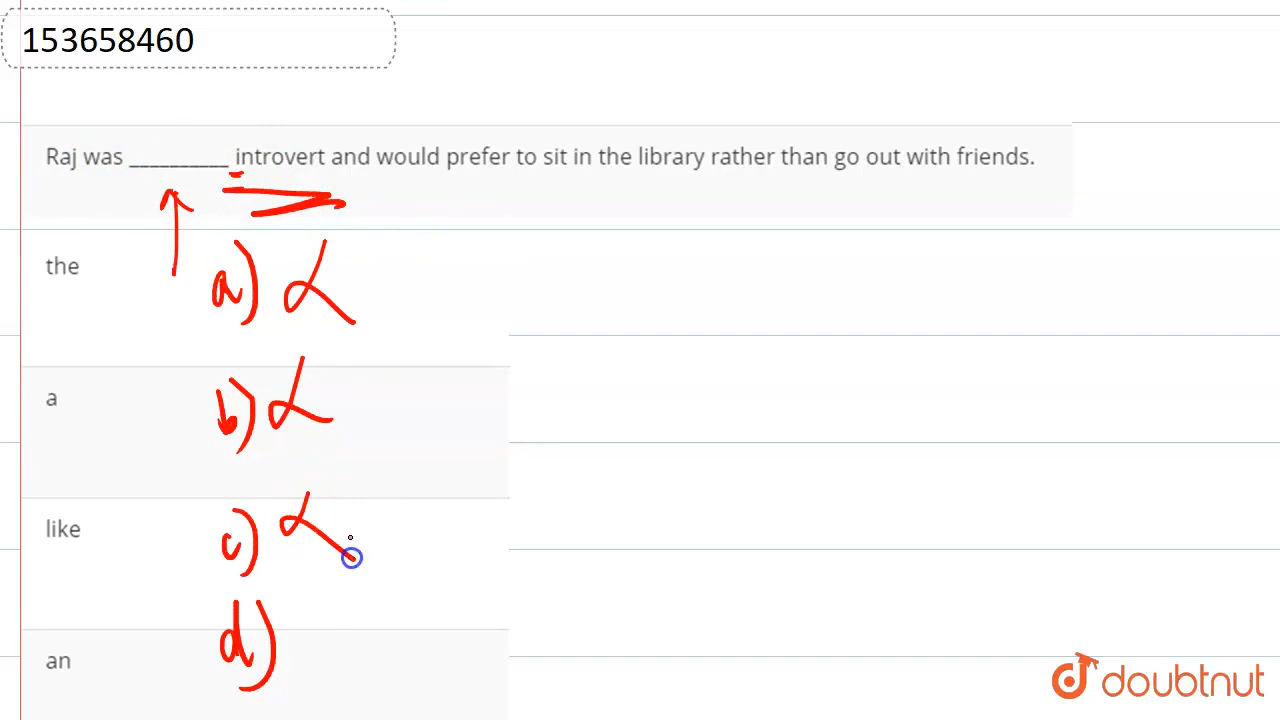 153658460
Raj was __________ introvert and would prefer to sit in the library rather than go out with friends.
the
a)
a
b)
like
c)
an
d)
doubtnut